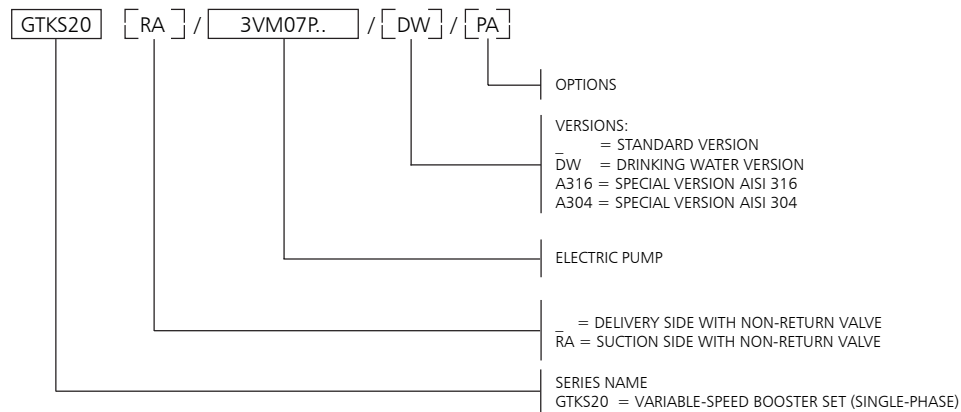 GTKS20 [RA] / 3VM07P.. / [DW] / [PA]
OPTIONS
VERSIONS:
_ = STANDARD VERSION
DW = DRINKING WATER VERSION
A316 = SPECIAL VERSION AISI 316
A304 = SPECIAL VERSION AISI 304
ELECTRIC PUMP
_ = DELIVERY SIDE WITH NON-RETURN VALVE
RA = SUCTION SIDE WITH NON-RETURN VALVE
SERIES NAME
GTKS20 = VARIABLE-SPEED BOOSTER SET (SINGLE-PHASE)